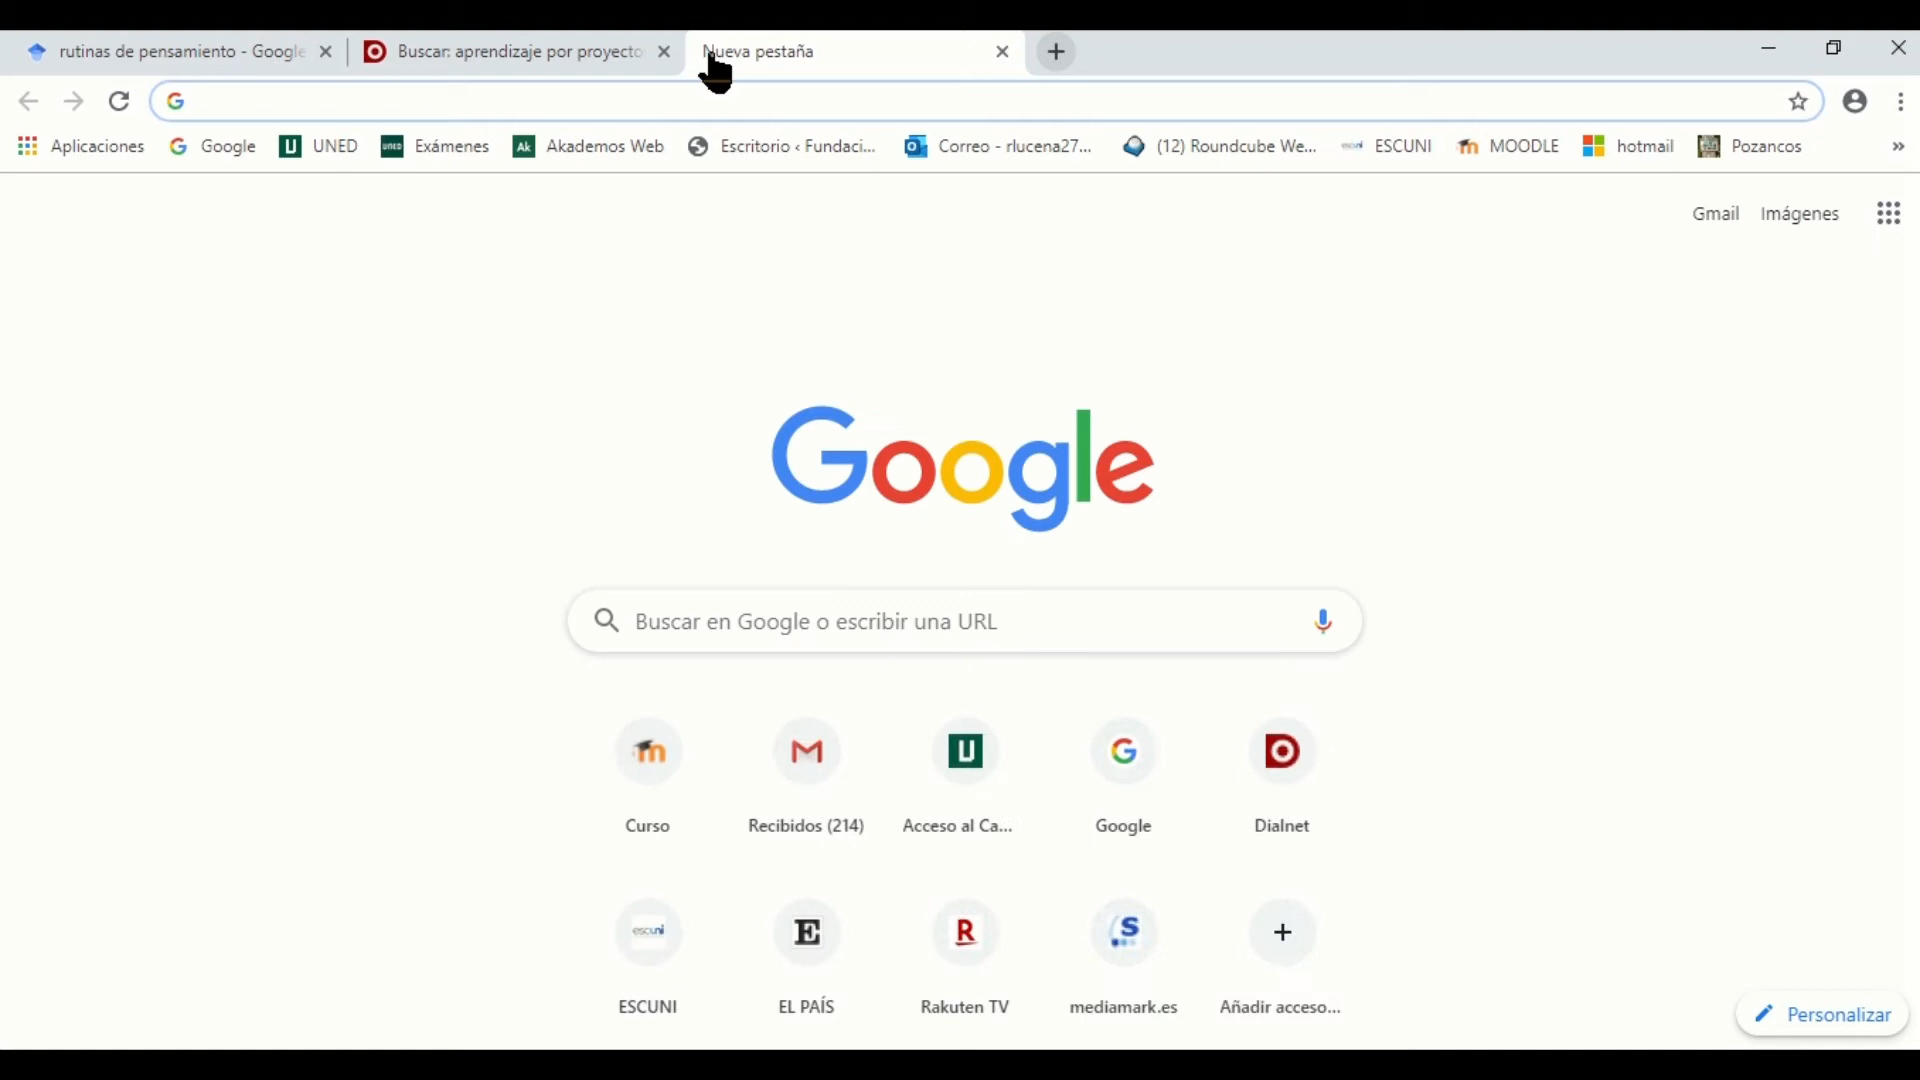 rutinas de pensamiento - Google
Buscar: aprendizaje por proyecto
Nueva pestaña
Aplicaciones
Google
UNED
Exámenes
Akademos Web
Escritorio ‹ Fundaci...
Correo - rlucena27...
(12) Roundcube We...
ESCUNI
MOODLE
hotmail
Pozancos
Gmail
Imágenes
Google
Buscar en Google o escribir una URL
Curso
Recibidos (214)
Acceso al Ca...
Google
Dialnet
escuni
ESCUNI
EL PAÍS
Rakuten TV
mediamark.es
Añadir acceso...
Personalizar